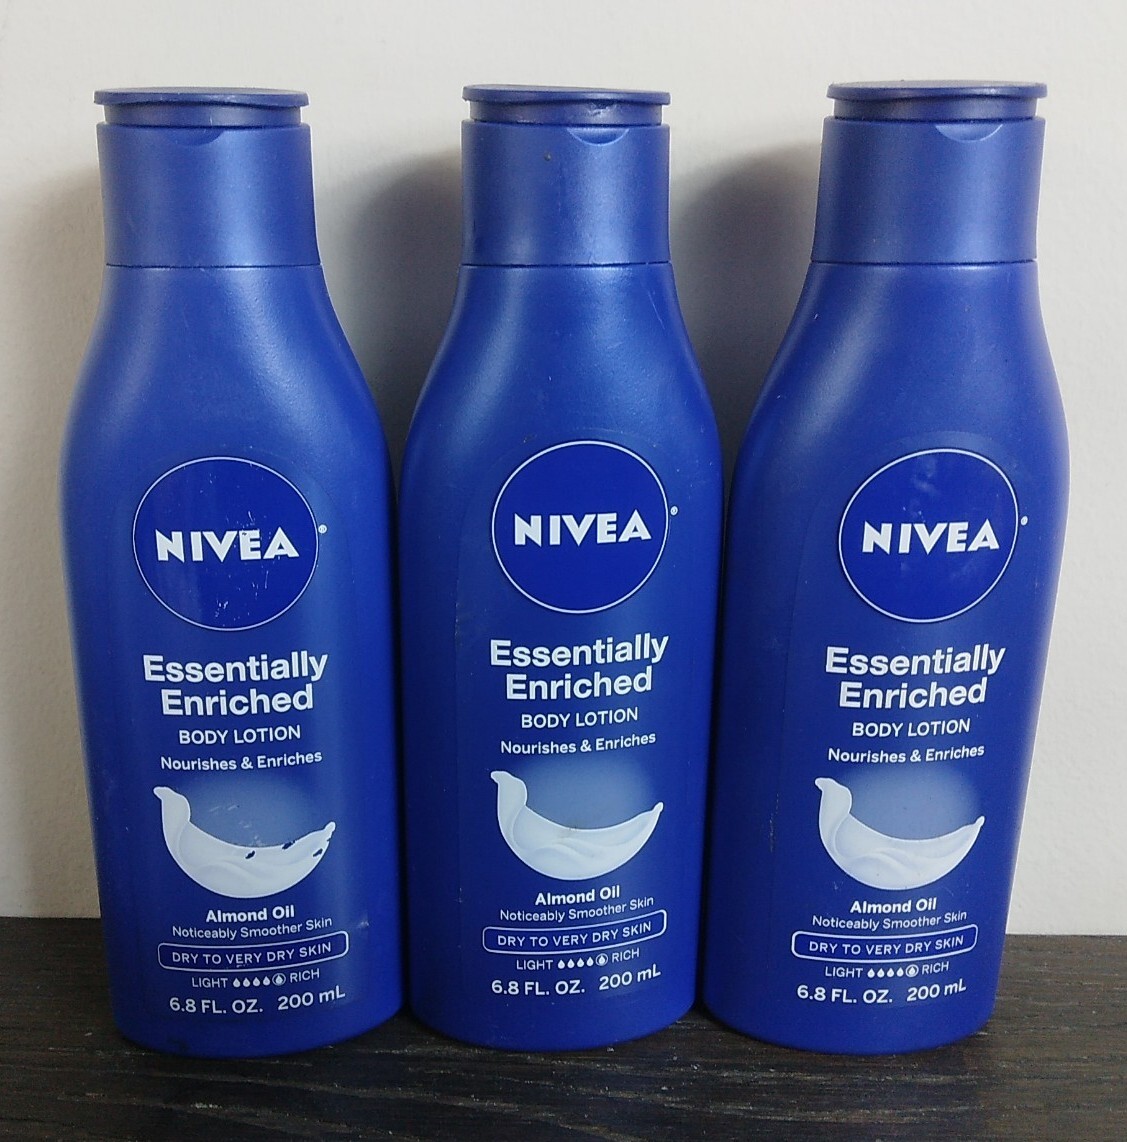 NIVEA®
Essentially
Enriched
BODY LOTION
Nourishes & Enriches
Almond Oil
Noticeably Smoother Skin
DRY TO VERY DRY SKIN
LIGHT RICH
6.8 FL. OZ. 200 mL
NIVEA®
Essentially
Enriched
BODY LOTION
Nourishes & Enriches
Almond Oil
Noticeably Smoother Skin
DRY TO VERY DRY SKIN
LIGHT RICH
6.8 FL. OZ. 200 mL
NIVEA®
Essentially
Enriched
BODY LOTION
Nourishes & Enriches
Almond Oil
Noticeably Smoother Skin
DRY TO VERY DRY SKIN
LIGHT RICH
6.8 FL. OZ. 200 mL